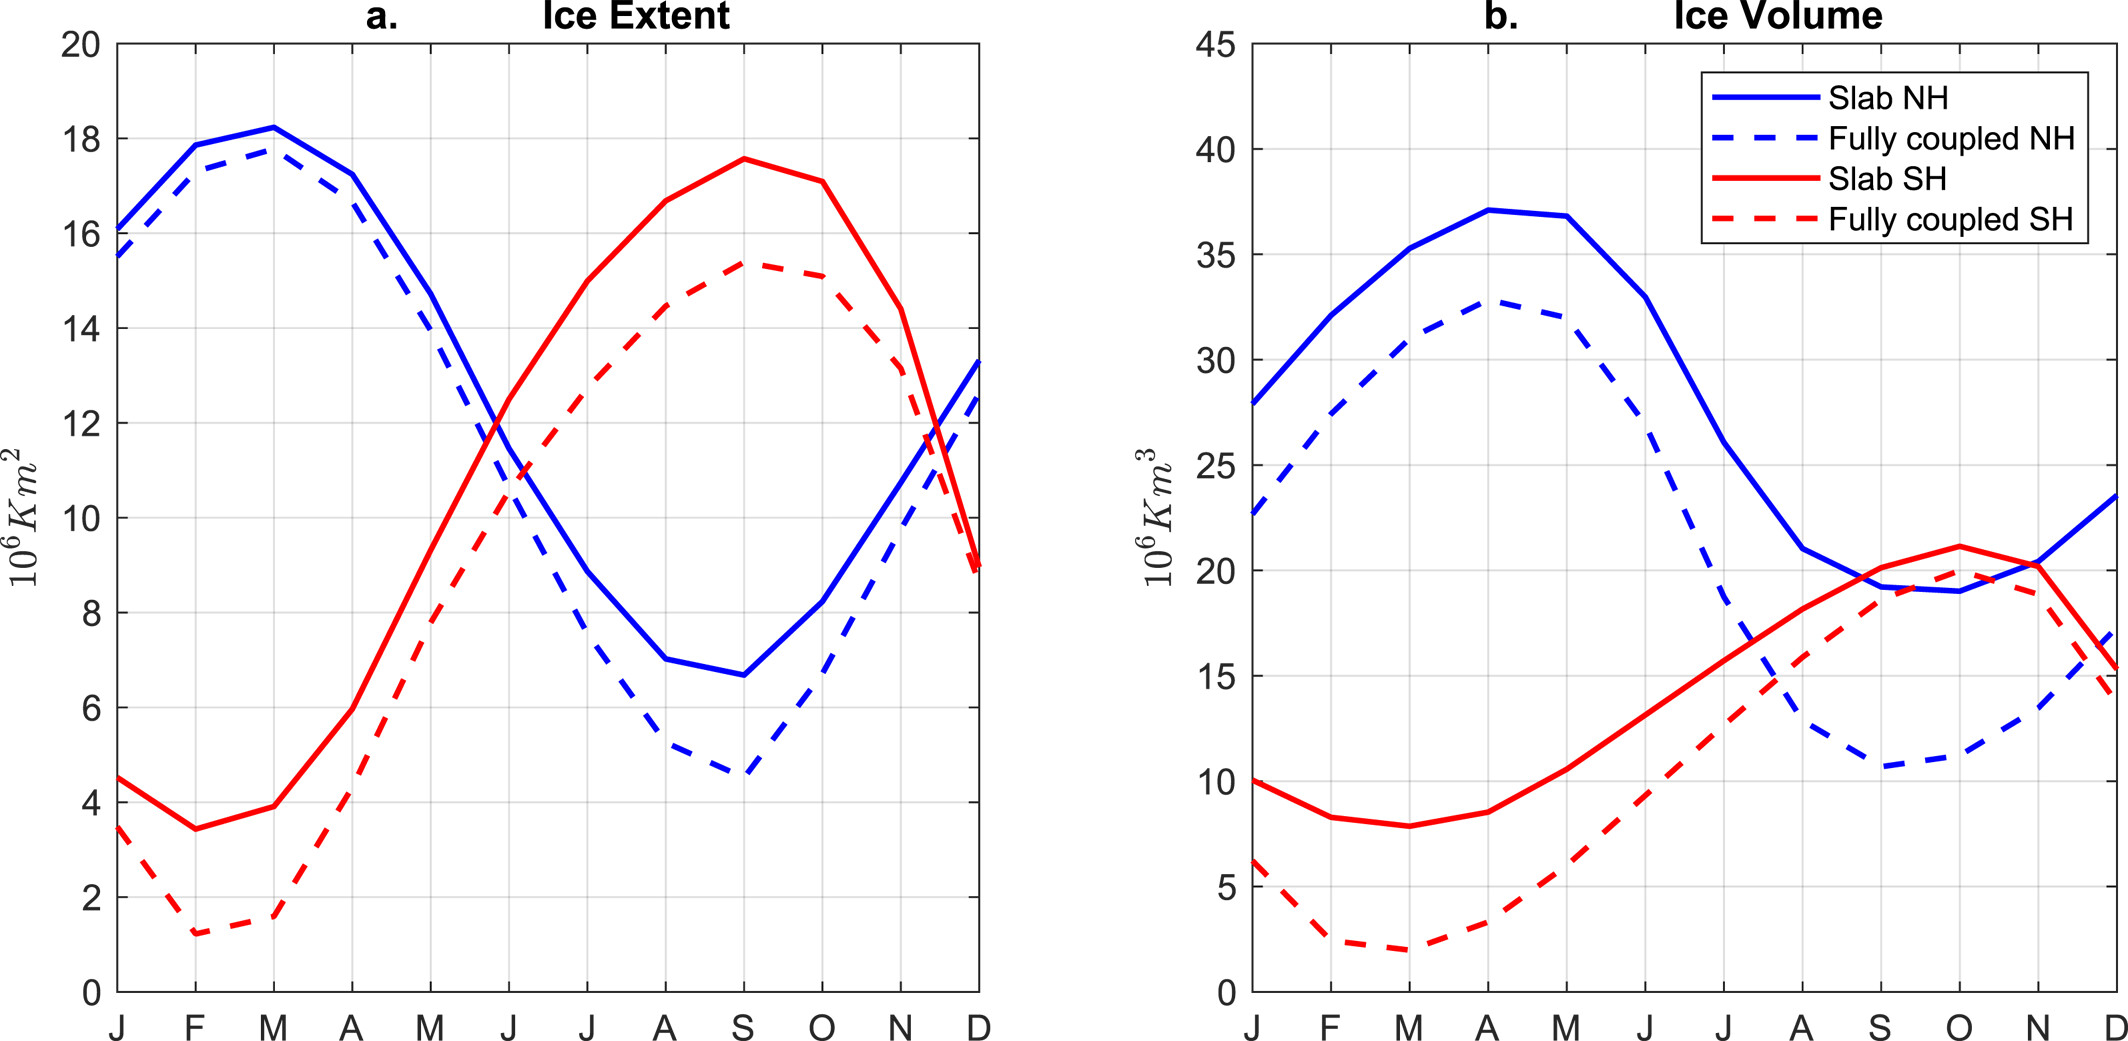 a. Ice Extent
20
18
16
14
12
10
8
6
4
2
0
10^6 Km^2
J F M A M J J A S O N D
b. Ice Volume
45
40
35
30
25
20
15
10
5
0
10^6 Km^3
Slab NH
Fully coupled NH
Slab SH
Fully coupled SH
J F M A M J J A S O N D